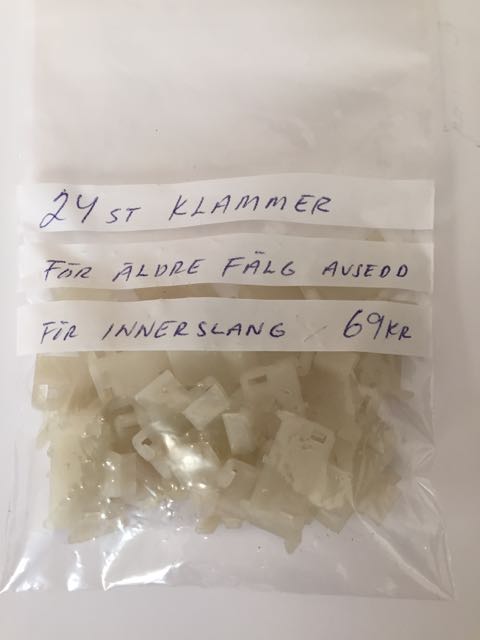 24 ST KLAMMER
FÖR ÄLDRE FÄLG AVSEDD
FÖR INNERSLANG 69KR